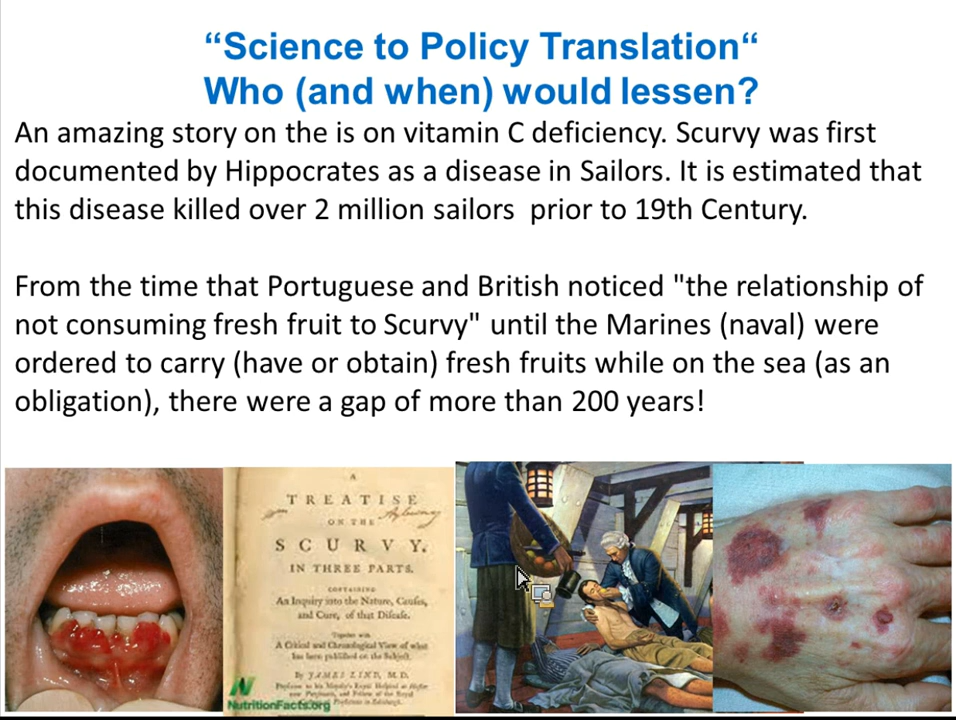 “Science to Policy Translation“
Who (and when) would lessen?
An amazing story on the is on vitamin C deficiency. Scurvy was first
documented by Hippocrates as a disease in Sailors. It is estimated that
this disease killed over 2 million sailors prior to 19th Century.
From the time that Portuguese and British noticed "the relationship of
not consuming fresh fruit to Scurvy" until the Marines (naval) were
ordered to carry (have or obtain) fresh fruits while on the sea (as an
obligation), there were a gap of more than 200 years!
A
TREATISE
ON THE
SCURVY.
IN THREE PARTS.
CONTAINING
An Inquiry into the Nature, Causes,
and Cure, of that Disease.
Together with
A Critical and Chronological View of what
has been published on the Subject.
By JAMES LIND, M.D.
NutritionFacts.org